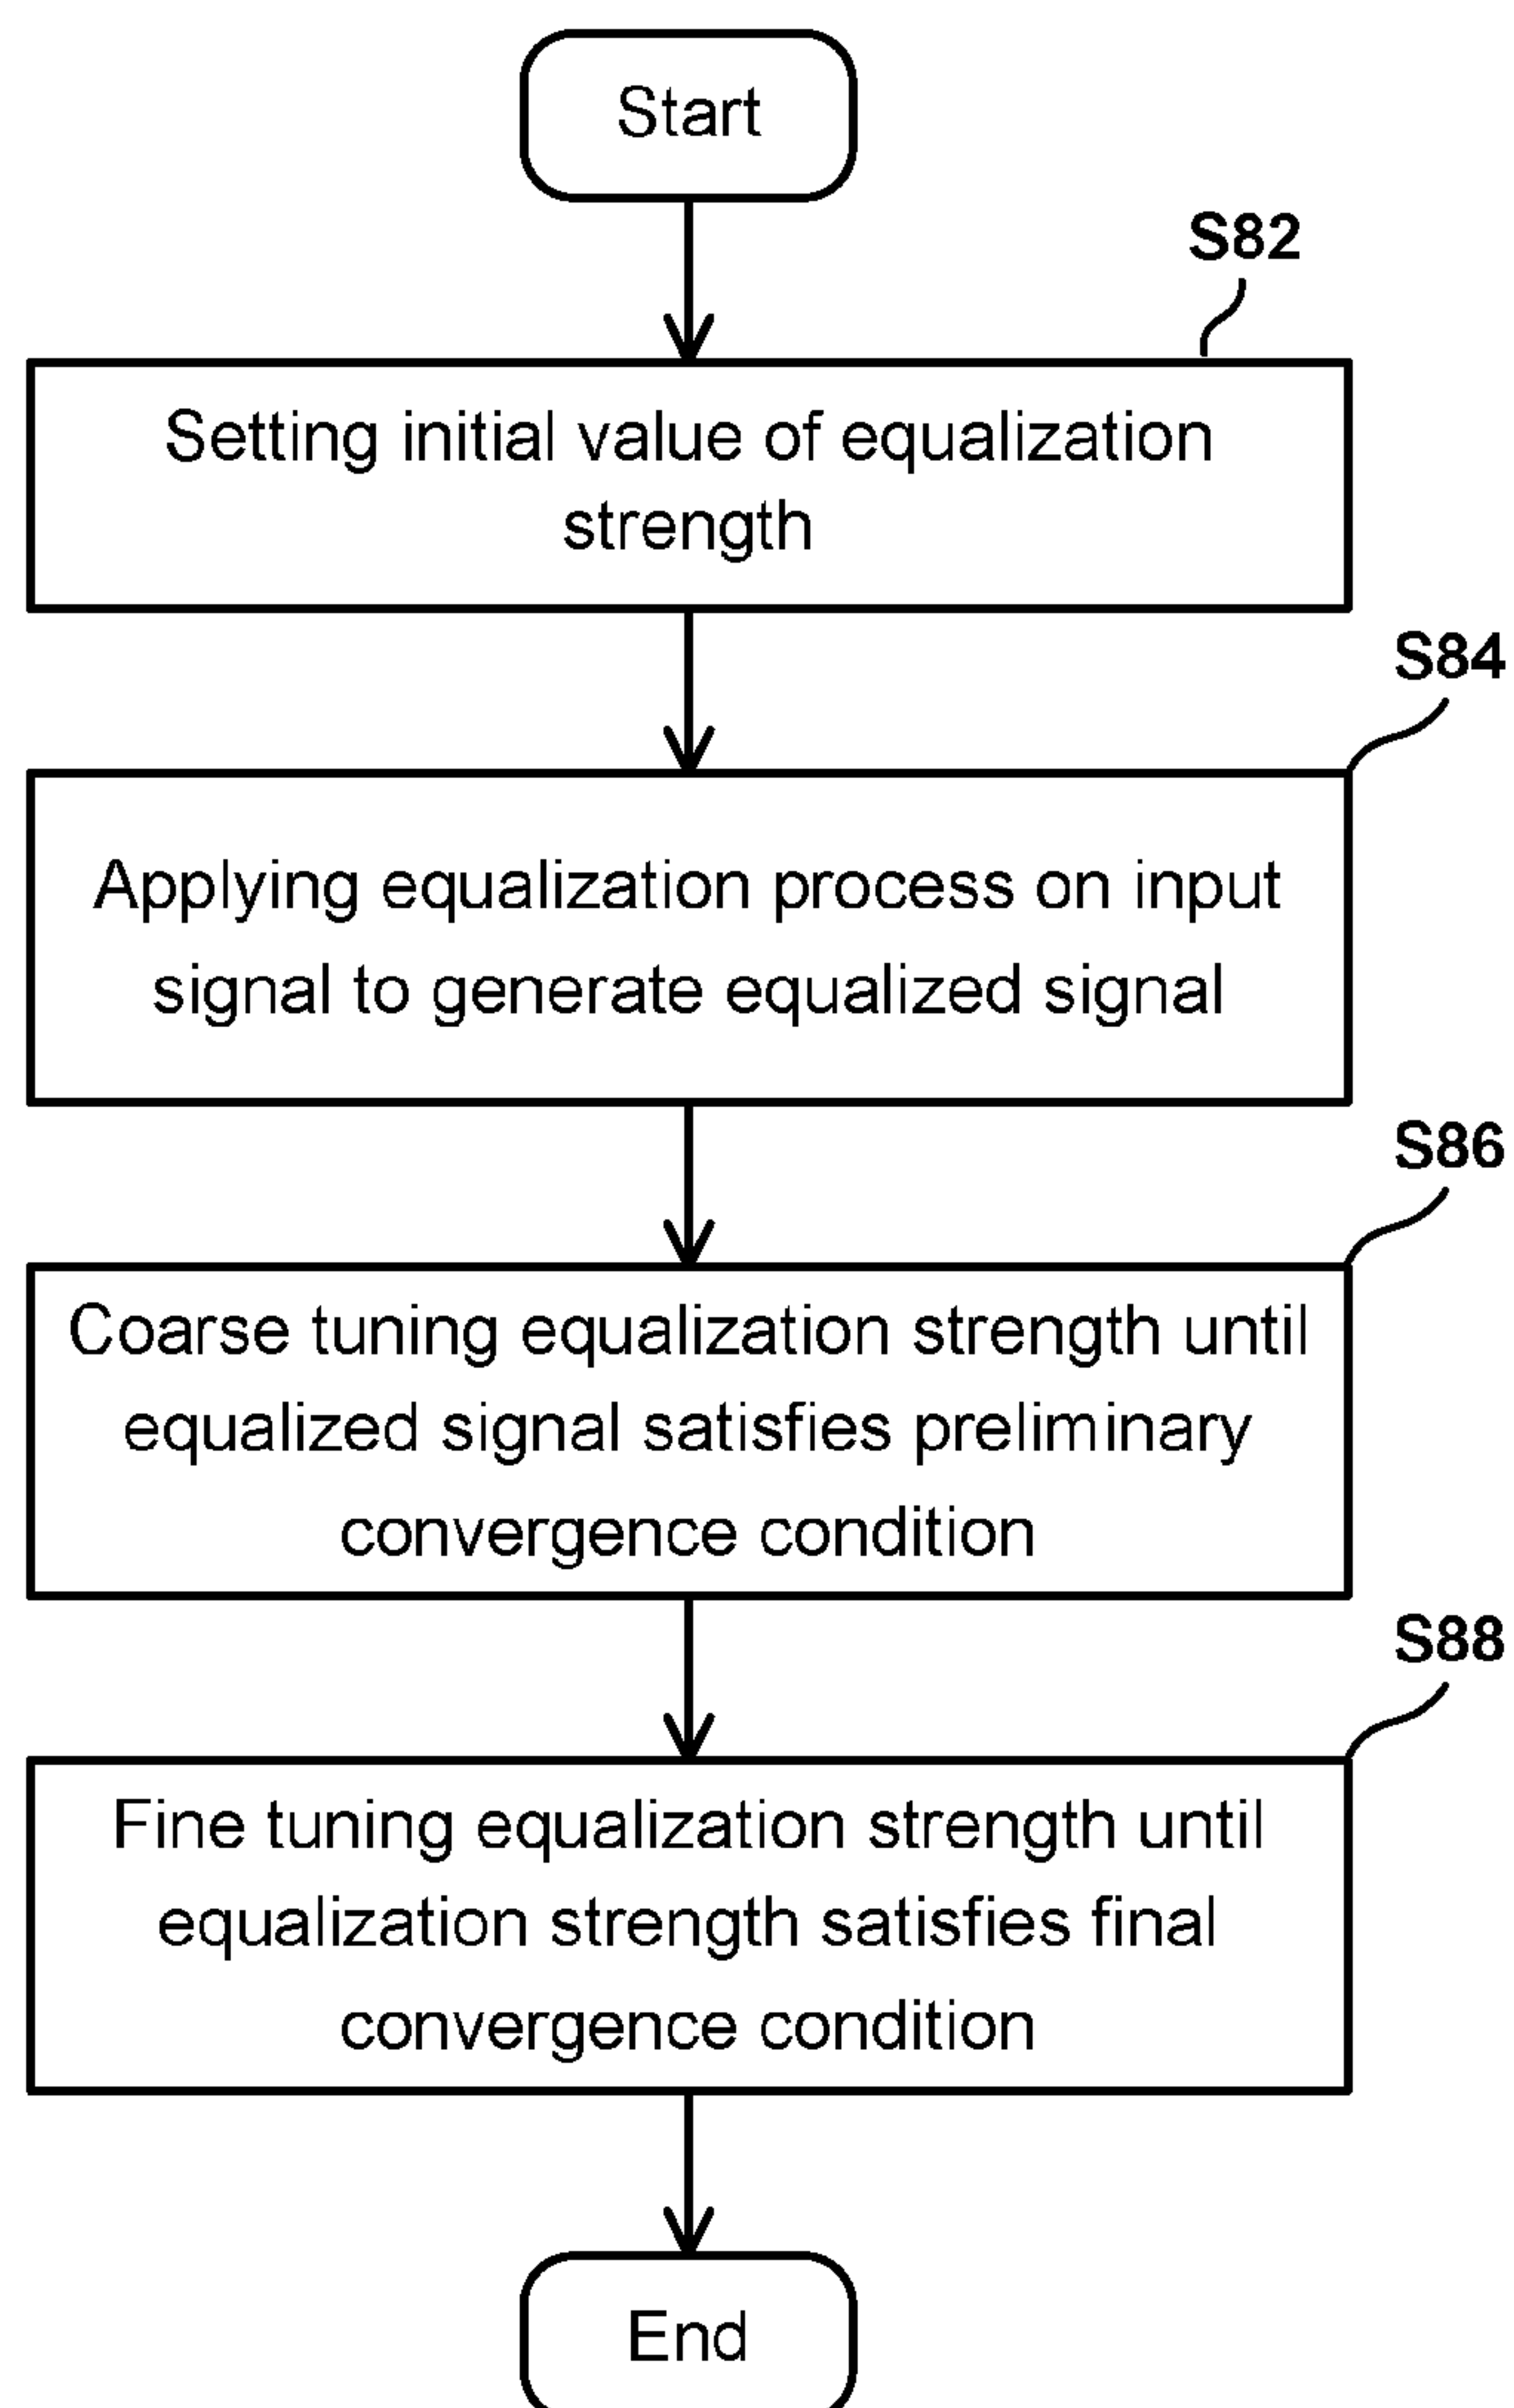 Start
S82
Setting initial value of equalization
strength
S84
Applying equalization process on input
signal to generate equalized signal
S86
Coarse tuning equalization strength until
equalized signal satisfies preliminary
convergence condition
S88
Fine tuning equalization strength until
equalization strength satisfies final
convergence condition
End